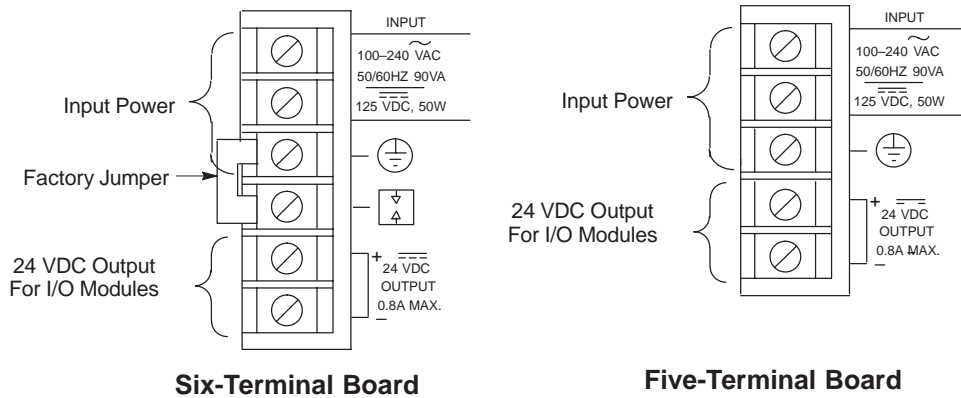 INPUT
100–240 VAC
50/60HZ 90VA
125 VDC, 50W
Input Power
Factory Jumper
+
24 VDC
OUTPUT
0.8A MAX.
–
24 VDC Output
For I/O Modules
Six-Terminal Board
INPUT
100–240 VAC
50/60HZ 90VA
125 VDC, 50W
Input Power
+
24 VDC
OUTPUT
0.8A MAX.
–
24 VDC Output
For I/O Modules
Five-Terminal Board